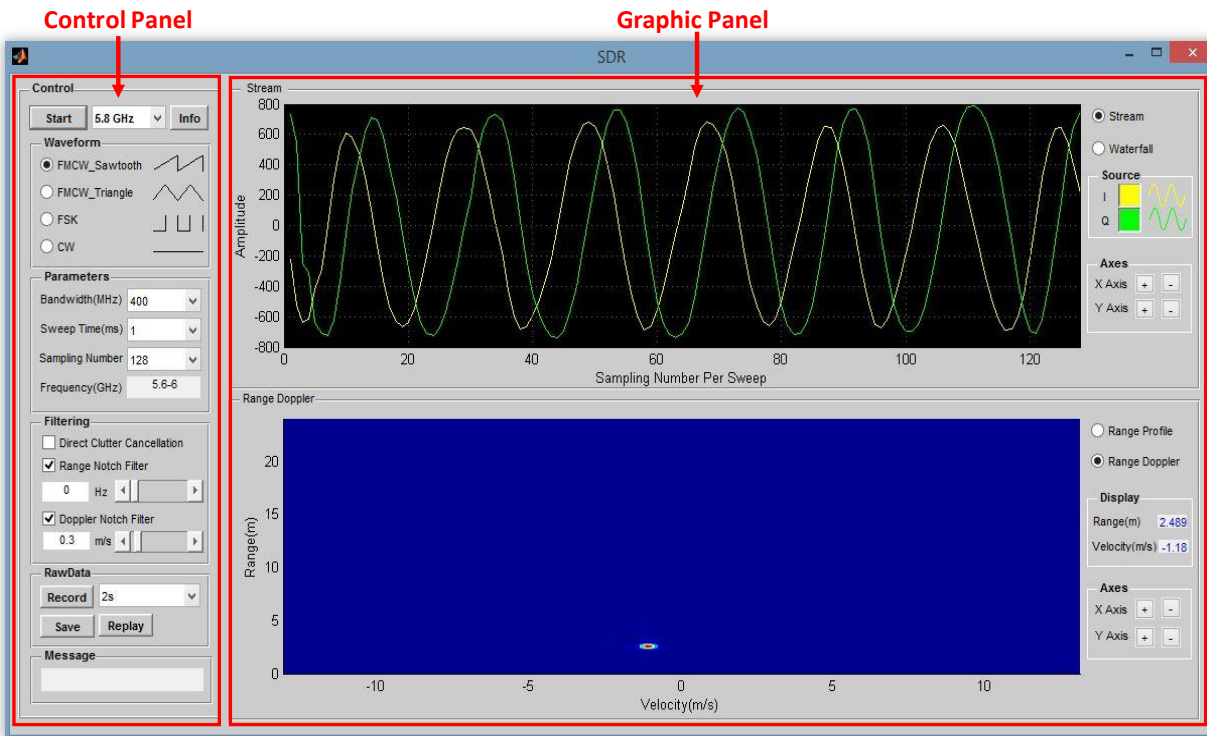 Control Panel
Graphic Panel
SDR
Control
Start 5.8 GHz Info
Waveform
FMCW_Sawtooth
FMCW_Triangle
FSK
CW
Parameters
Bandwidth(MHz) 400
Sweep Time(ms) 1
Sampling Number 128
Frequency(GHz) 5.6-6
Filtering
Direct Clutter Cancellation
Range Notch Filter
0 Hz
Doppler Notch Filter
0.3 m/s
RawData
Record 2s
Save Replay
Message
Stream
Amplitude
800
600
400
200
0
-200
-400
-600
-800
0 20 40 60 80 100 120
Sampling Number Per Sweep
Stream
Waterfall
Source
I
Q
Axes
X Axis + -
Y Axis + -
Range Doppler
Range(m)
20
15
10
5
0
-10 -5 0 5 10
Velocity(m/s)
Range Profile
Range Doppler
Display
Range(m) 2.489
Velocity(m/s) -1.18
Axes
X Axis + -
Y Axis + -